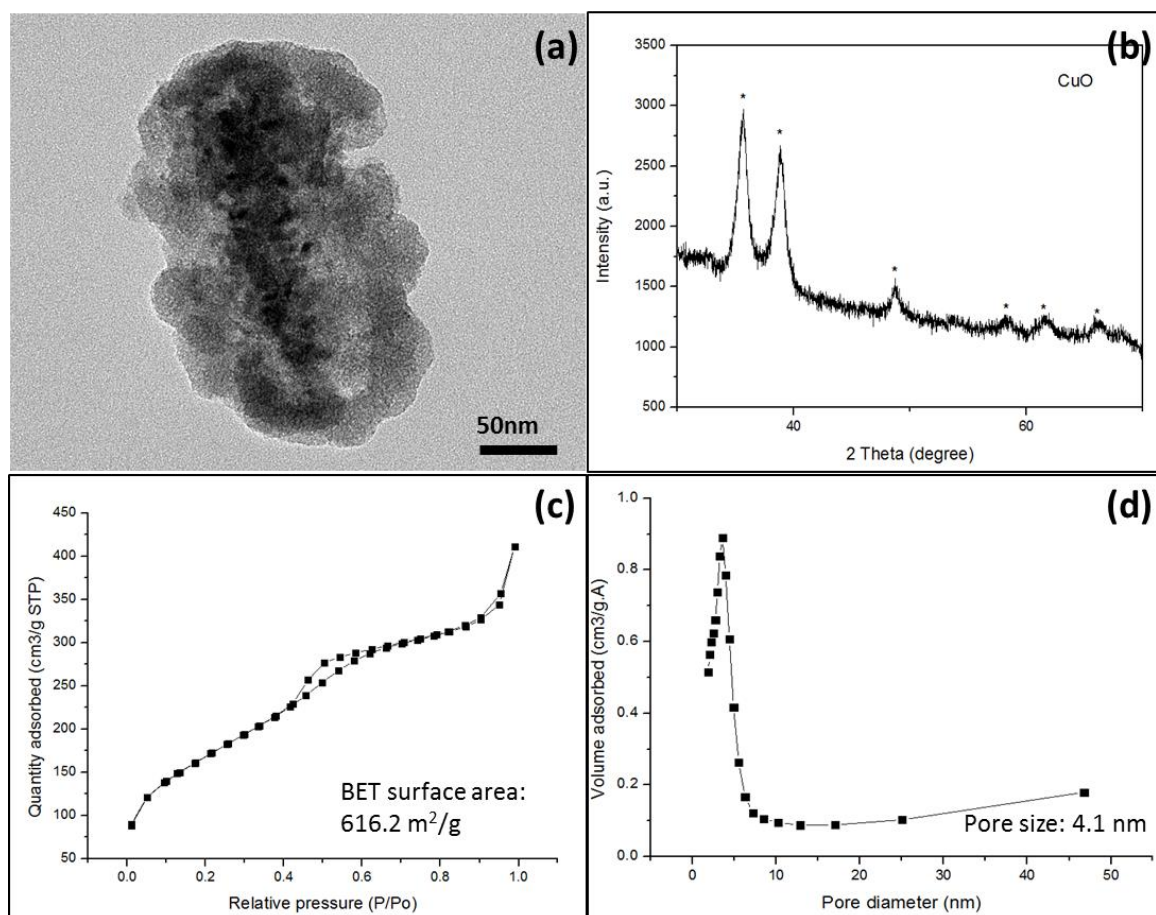 (a)
50nm
(b)
CuO
*
*
*
*
*
*
3500
3000
2500
2000
1500
1000
500
40
60
Intensity (a.u.)
2 Theta (degree)
(c)
450
400
350
300
250
200
150
100
50
0.0
0.2
0.4
0.6
0.8
1.0
Quantity adsorbed (cm3/g STP)
Relative pressure (P/Po)
BET surface area:
616.2 m²/g
(d)
1.0
0.8
0.6
0.4
0.2
0.0
0
10
20
30
40
50
Volume adsorbed (cm3/g.A)
Pore diameter (nm)
Pore size: 4.1 nm